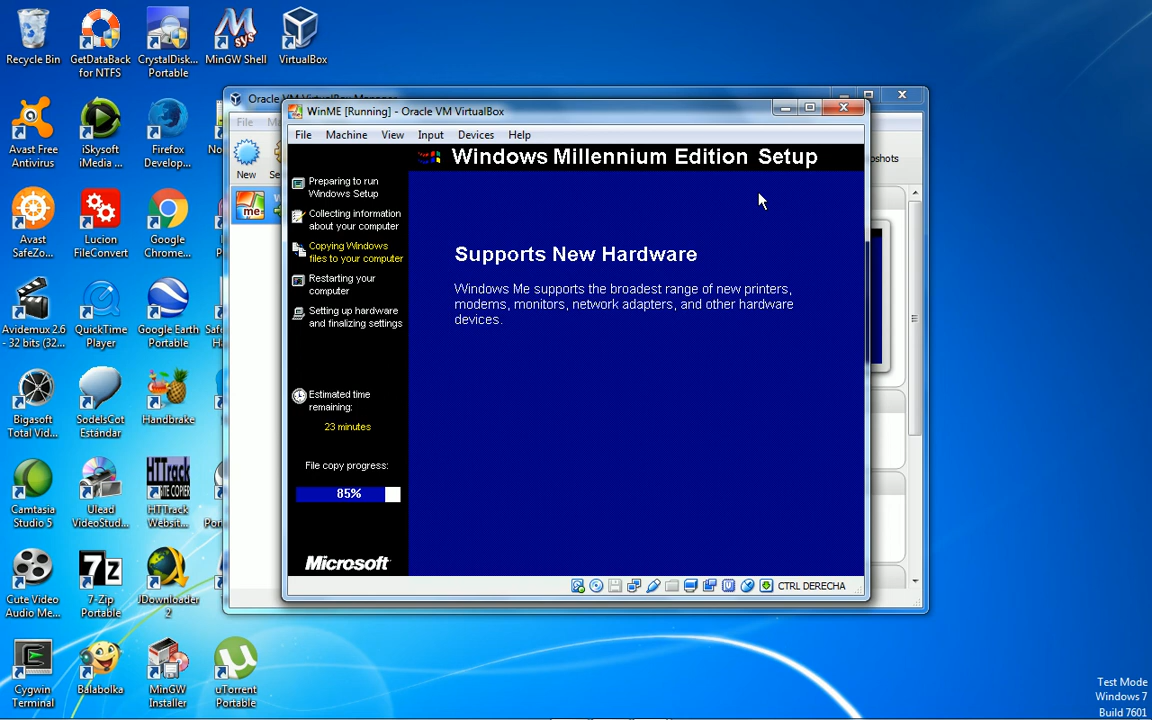 Recycle Bin
GetDataBack
for NTFS
CrystalDisk...
Portable
MinGW Shell
VirtualBox
Avast Free
Antivirus
iSkysoft
iMedia ...
Firefox
Develop...
No
Avast
SafeZo...
Lucion
FileConvert
Google
Chrome...
Avidemux 2.6
- 32 bits (32...
QuickTime
Player
Google Earth
Portable
Bigasoft
Total Vid...
SodelsCot
Estándar
Handbrake
Camtasia
Studio 5
Ulead
VideoStud...
HTTrack
Websit...
Cute Video
Audio Me...
7-Zip
Portable
JDownloader
2
Cygwin
Terminal
Balabolka
MinGW
Installer
uTorrent
Portable
Oracle VM VirtualBox Manager
File
New
Se
me
pshots
WinME [Running] - Oracle VM VirtualBox
File Machine View Input Devices Help
Windows Millennium Edition Setup
Preparing to run
Windows Setup
Collecting information
about your computer
Copying Windows
files to your computer
Restarting your
computer
Setting up hardware
and finalizing settings
Estimated time
remaining:
23 minutes
File copy progress:
85%
Microsoft
Supports New Hardware
Windows Me supports the broadest range of new printers,
modems, monitors, network adapters, and other hardware
devices.
CTRL DERECHA
Test Mode
Windows 7
Build 7601